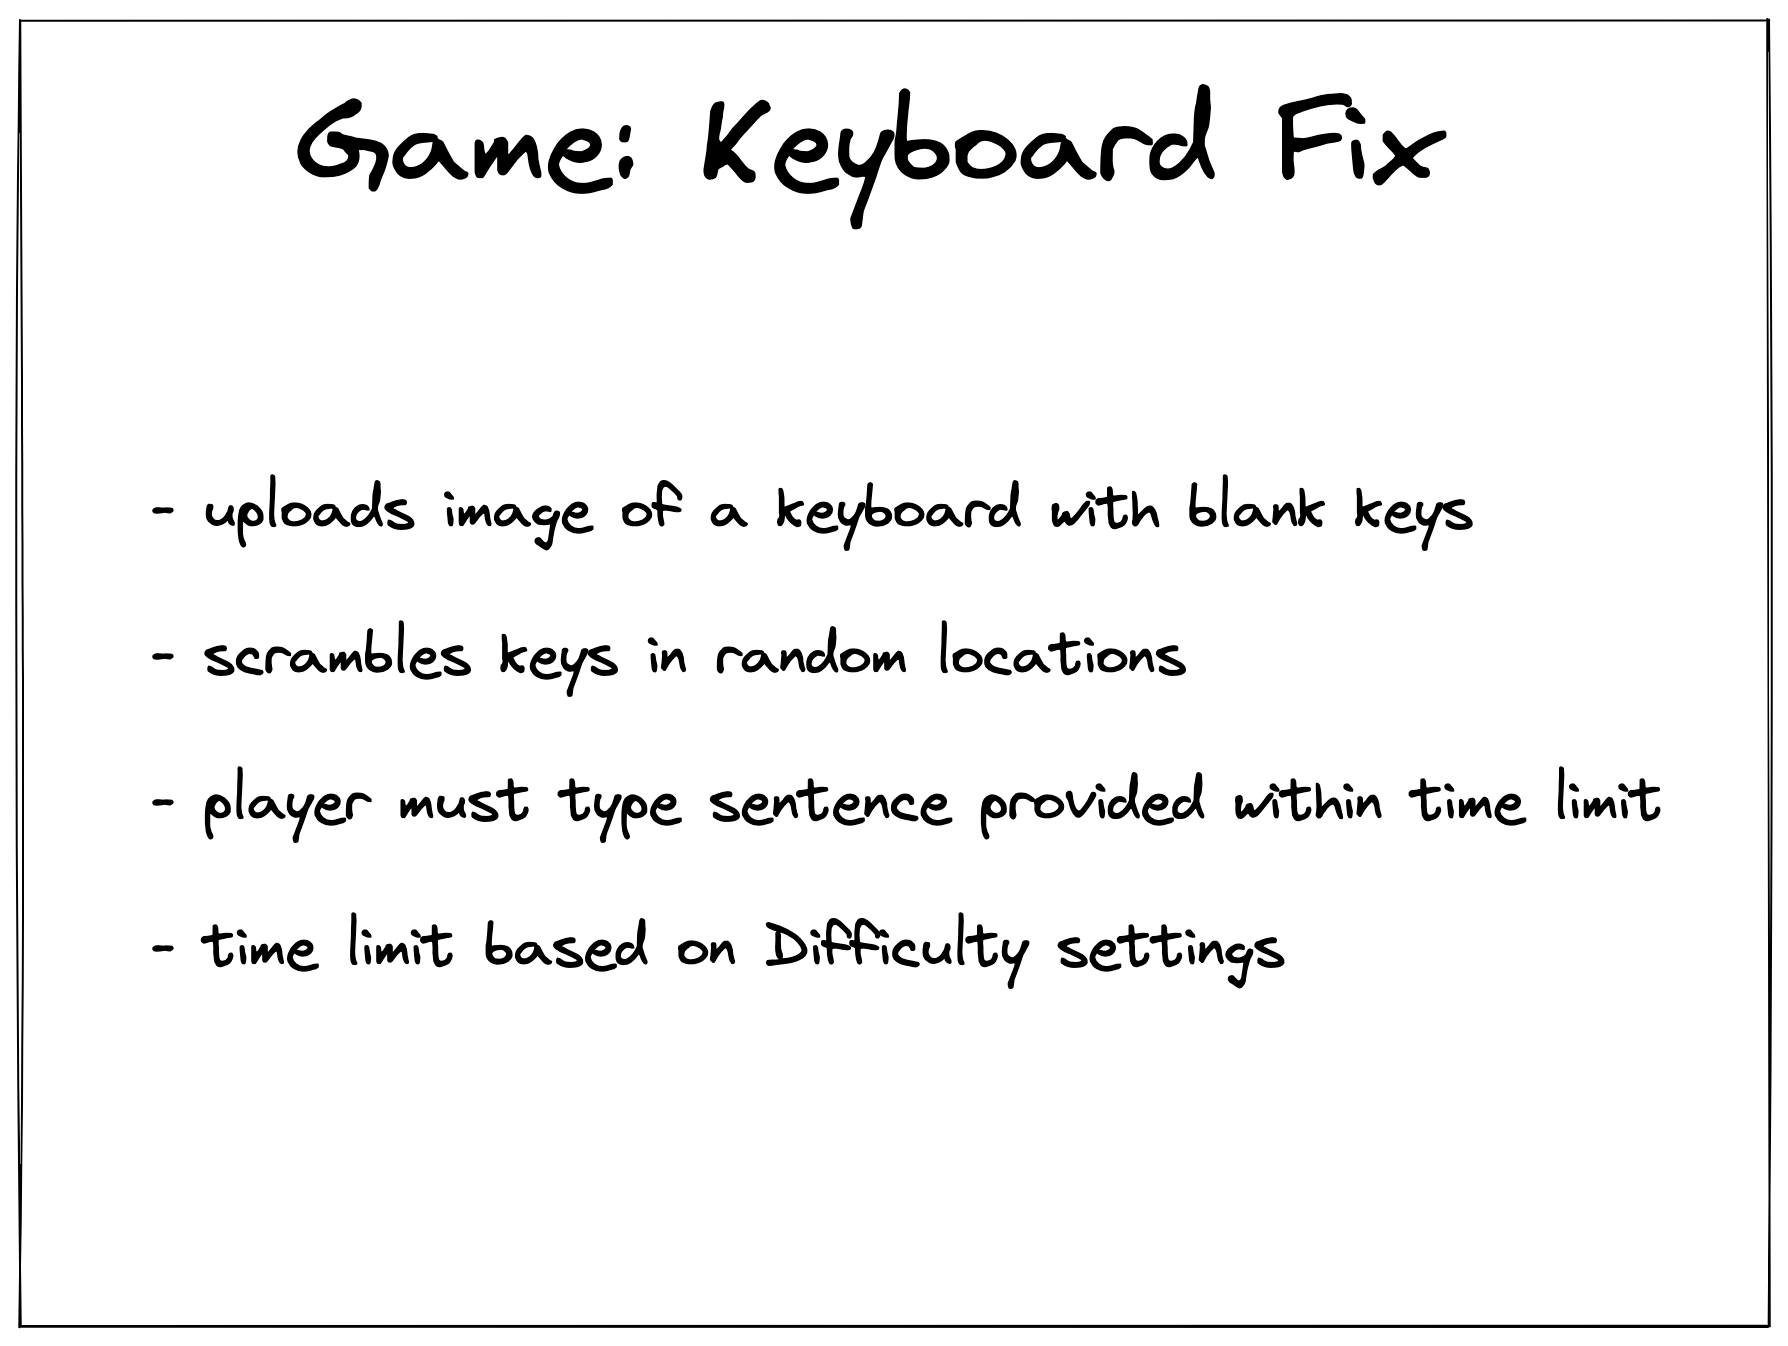 Game: Keyboard Fix
- uploads image of a keyboard with blank keys
- scrambles keys in random locations
- player must type sentence provided within time limit
- time limit based on Difficulty settings